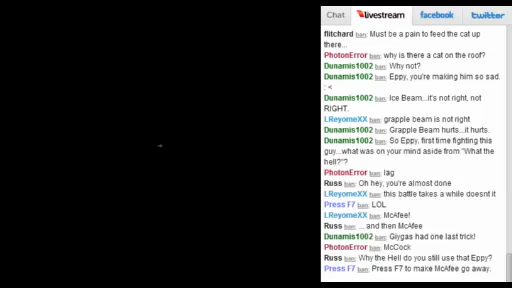 Chat livestream facebook twitter
flitchard ban: Must be a pain to feed the cat up
there...
PhotonError ban: why is there a cat on the roof?
Dunamis1002 ban: Why not?
Dunamis1002 ban: Eppy, you're making him so sad.
: <
Dunamis1002 ban: Ice Beam...it's not right, not
RIGHT.
LReyomeXX ban: grapple beam is not right
Dunamis1002 ban: Grapple Beam hurts...it hurts.
Dunamis1002 ban: So Eppy, first time fighting this
guy...what was on your mind aside from "What the
hell?"?
PhotonError ban: lag
Russ ban: Oh hey, you're almost done
LReyomeXX ban: this battle takes a while doesnt it
Press F7 ban: LOL
LReyomeXX ban: McAfee!
Russ ban: ... and then McAfee
Dunamis1002 ban: Giygas had one last trick!
PhotonError ban: McCock
Russ ban: Why the Hell do you still use that Eppy?
Press F7 ban: Press F7 to make McAfee go away.